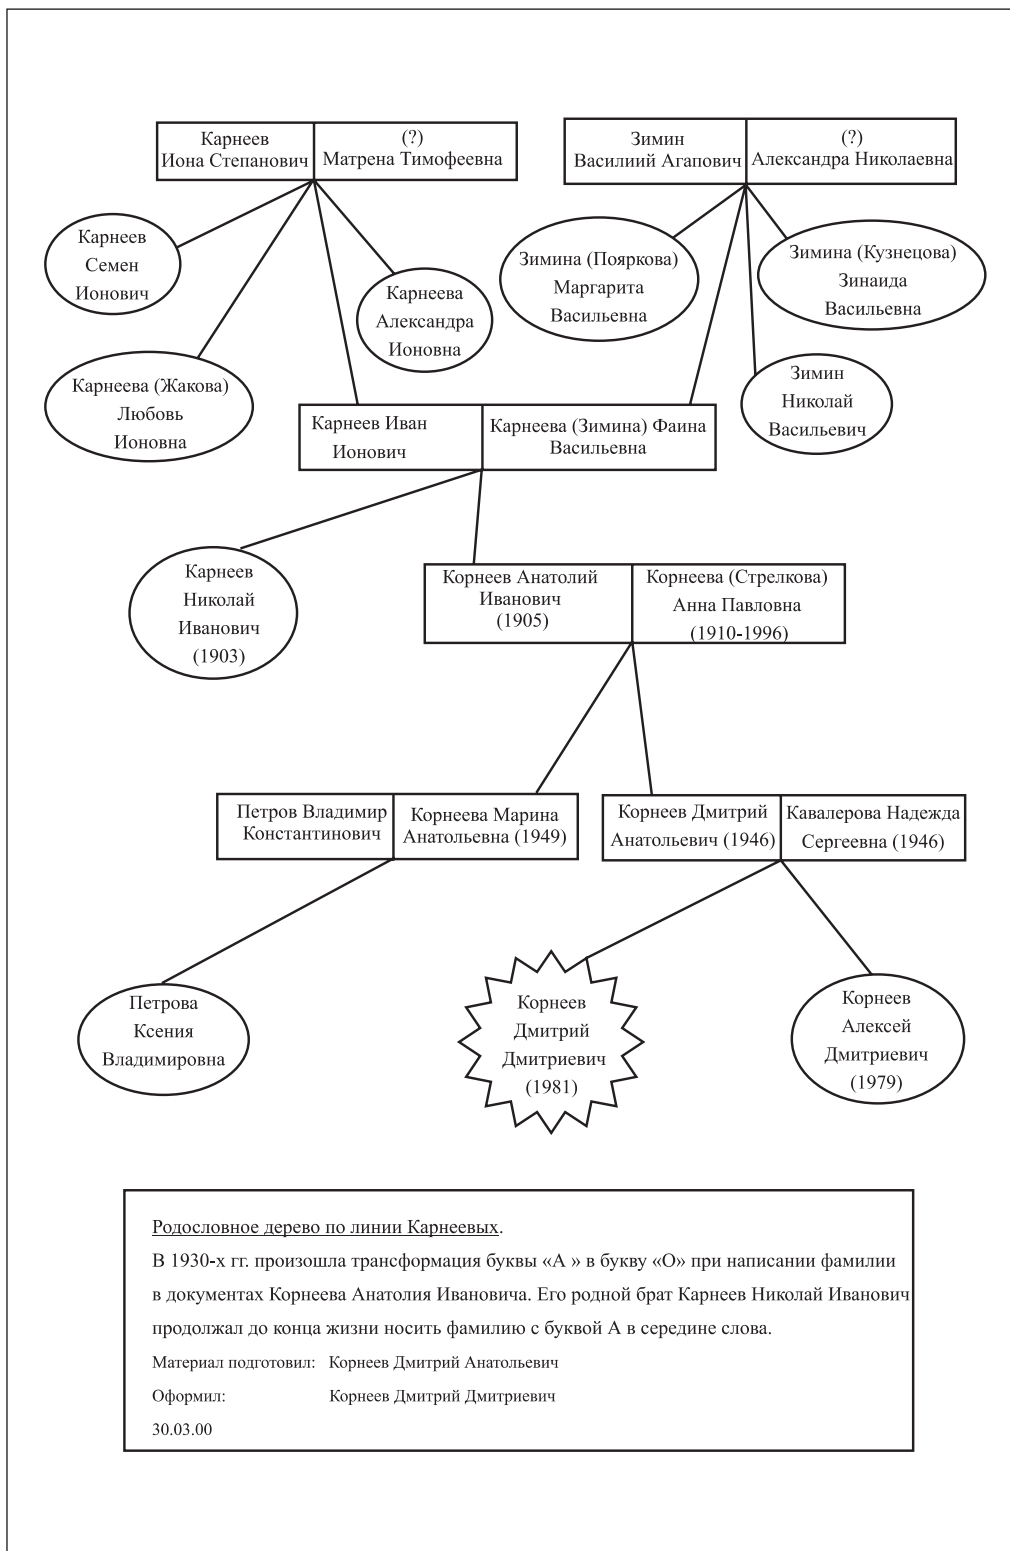 Карнеев
Иона Степанович
(?)
Матрена Тимофеевна
Зимин
Василиий Агапович
(?)
Александра Николаевна
Карнеев
Семен
Ионович
Карнеева
Александра
Ионовна
Зимина (Пояркова)
Маргарита
Васильевна
Зимина (Кузнецова)
Зинаида
Васильевна
Карнеева (Жакова)
Любовь
Ионовна
Зимин
Николай
Васильевич
Карнеев Иван
Ионович
Карнеева (Зимина) Фаина
Васильевна
Карнеев
Николай
Иванович
(1903)
Корнеев Анатолий
Иванович
(1905)
Корнеева (Стрелкова)
Анна Павловна
(1910-1996)
Петров Владимир
Константинович
Корнеева Марина
Анатольевна (1949)
Корнеев Дмитрий
Анатольевич (1946)
Кавалерова Надежда
Сергеевна (1946)
Петрова
Ксения
Владимировна
Корнеев
Дмитрий
Дмитриевич
(1981)
Корнеев
Алексей
Дмитриевич
(1979)
Родословное дерево по линии Карнеевых.
В 1930-х гг. произошла трансформация буквы «А » в букву «О» при написании фамилии
в документах Корнеева Анатолия Ивановича. Его родной брат Карнеев Николай Иванович
продолжал до конца жизни носить фамилию с буквой А в середине слова.
Материал подготовил: Корнеев Дмитрий Анатольевич
Оформил: Корнеев Дмитрий Дмитриевич
30.03.00